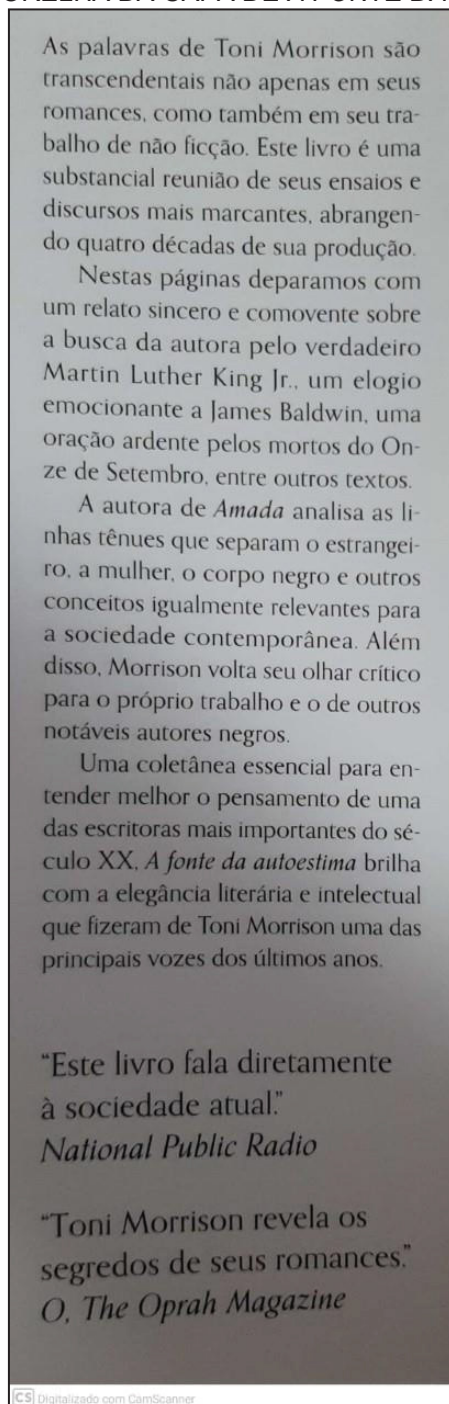 As palavras de Toni Morrison são
transcendentais não apenas em seus
romances, como também em seu tra-
balho de não ficção. Este livro é uma
substancial reunião de seus ensaios e
discursos mais marcantes, abrangen-
do quatro décadas de sua produção.
Nestas páginas deparamos com
um relato sincero e comovente sobre
a busca da autora pelo verdadeiro
Martin Luther King Jr., um elogio
emocionante a James Baldwin, uma
oração ardente pelos mortos do On-
ze de Setembro, entre outros textos.
A autora de Amada analisa as li-
nhas tênues que separam o estrangei-
ro, a mulher, o corpo negro e outros
conceitos igualmente relevantes para
a sociedade contemporânea. Além
disso, Morrison volta seu olhar crítico
para o próprio trabalho e o de outros
notáveis autores negros.
Uma coletânea essencial para en-
tender melhor o pensamento de uma
das escritoras mais importantes do sé-
culo XX, A fonte da autoestima brilha
com a elegância literária e intelectual
que fizeram de Toni Morrison uma das
principais vozes dos últimos anos.
“Este livro fala diretamente
à sociedade atual.”
National Public Radio
“Toni Morrison revela os
segredos de seus romances.”
O, The Oprah Magazine
CS Digitalizado com CamScanner